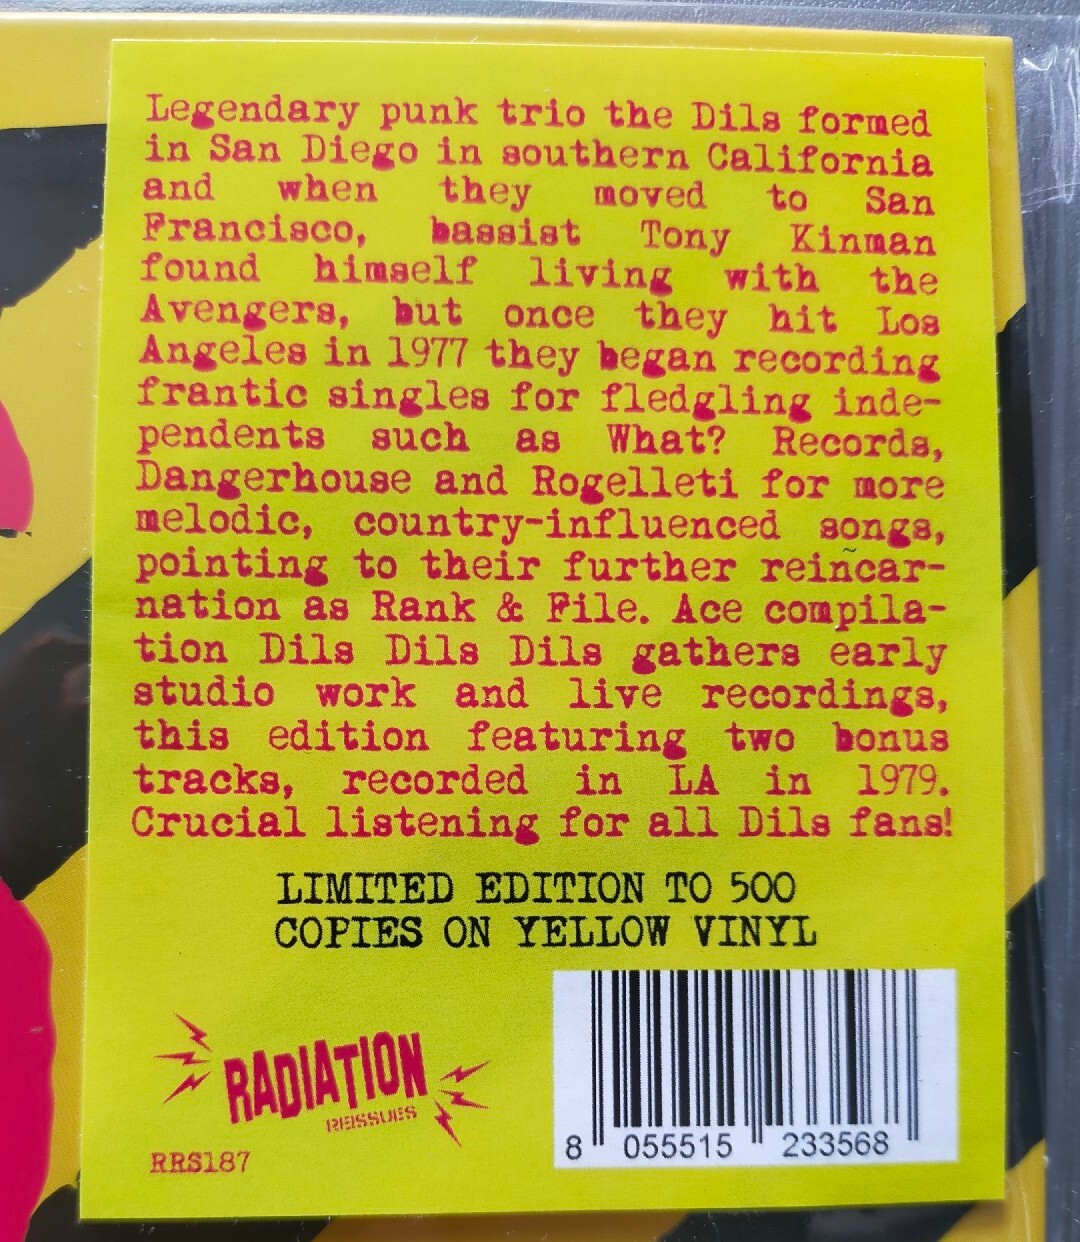 Legendary punk trio the Dils formed
in San Diego in southern California
and when they moved to San
Francisco, bassist Tony Kinman
found himself living with the
Avengers, but once they hit Los
Angeles in 1977 they began recording
frantic singles for fledgling inde-
pendents such as What? Records,
Dangerhouse and Rogelleti for more
melodic, country-influenced songs,
pointing to their further reincar-
nation as Rank & File. Ace compila-
tion Dils Dils Dils gathers early
studio work and live recordings,
this edition featuring two bonus
tracks, recorded in LA in 1979.
Crucial listening for all Dils fans!
LIMITED EDITION TO 500
COPIES ON YELLOW VINYL
RADIATION
REISSUES
RRS187
8 055515 233568